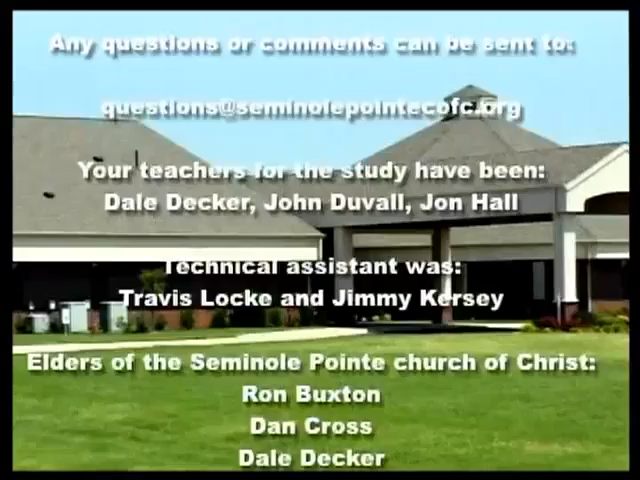 Any questions or comments can be sent to:
questions@seminolepointecofc.org
Your teachers for the study have been:
Dale Decker, John Duvall, Jon Hall
Technical assistant was:
Travis Locke and Jimmy Kersey
Elders of the Seminole Pointe church of Christ:
Ron Buxton
Dan Cross
Dale Decker